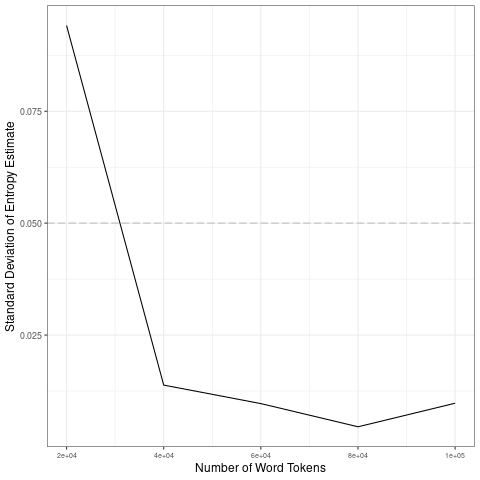 Standard Deviation of Entropy Estimate
0.075
0.050
0.025
2e+04 4e+04 6e+04 8e+04 1e+05
Number of Word Tokens